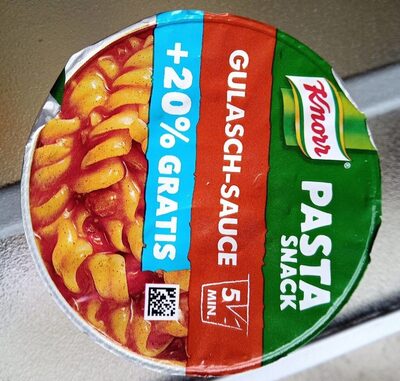 Knorr®
PASTA
SNACK
GULASCH-SAUCE
5
MIN.
+20% GRATIS